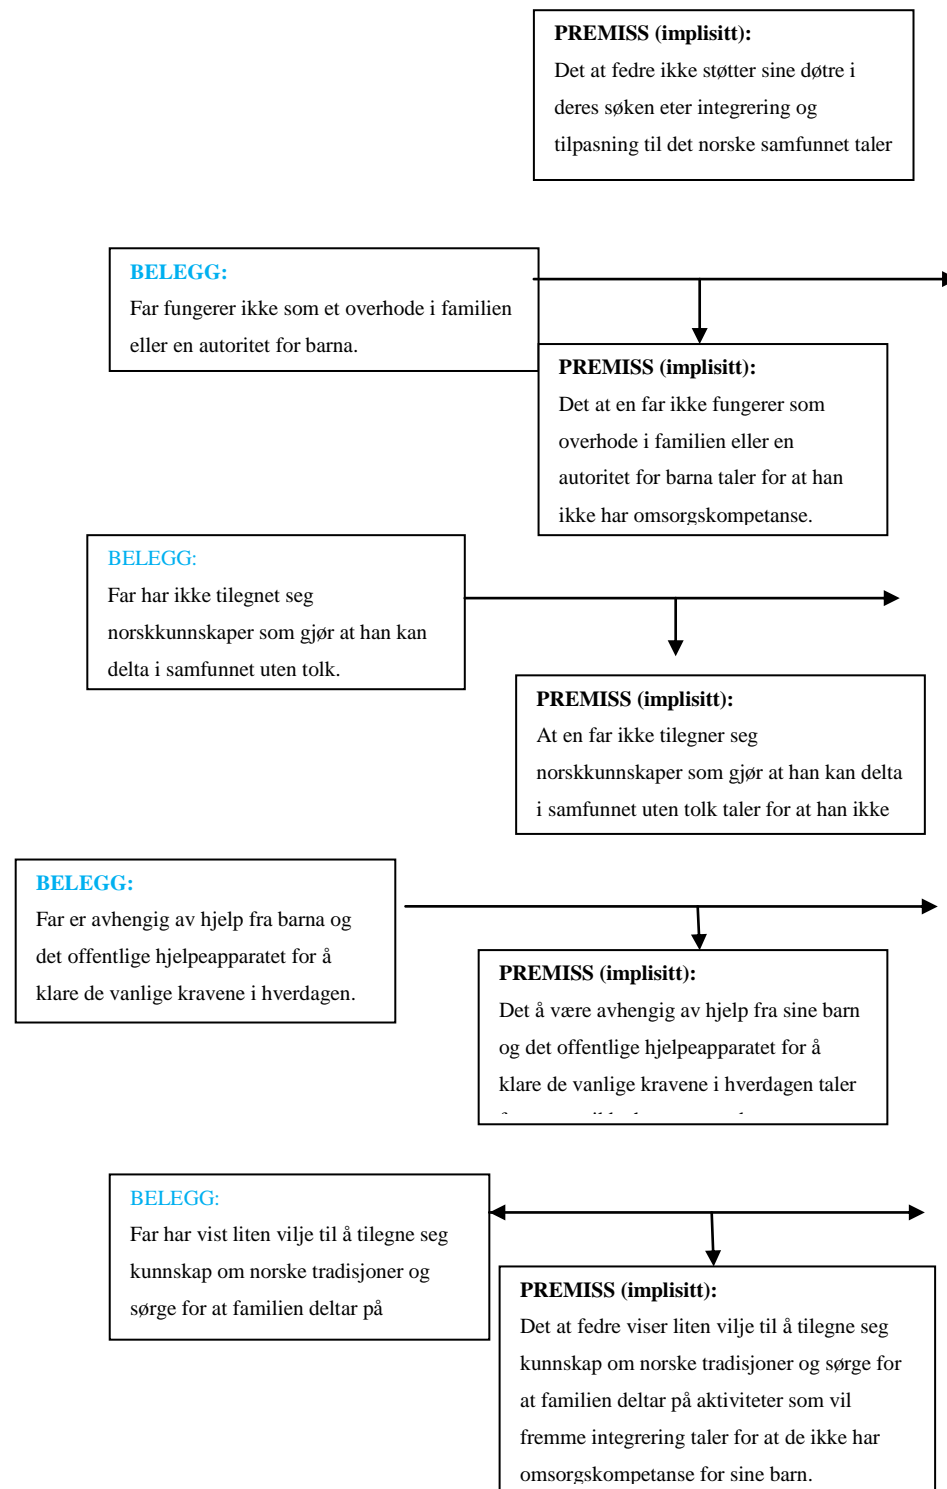 PREMISS (implisitt):
Det at fedre ikke støtter sine døtre i
deres søken eter integrering og
tilpasning til det norske samfunnet taler
BELEGG:
Far fungerer ikke som et overhode i familien
eller en autoritet for barna.
PREMISS (implisitt):
Det at en far ikke fungerer som
overhode i familien eller en
autoritet for barna taler for at han
ikke har omsorgskompetanse.
BELEGG:
Far har ikke tilegnet seg
norskkunnskaper som gjør at han kan
delta i samfunnet uten tolk.
PREMISS (implisitt):
At en far ikke tilegner seg
norskkunnskaper som gjør at han kan delta
i samfunnet uten tolk taler for at han ikke
BELEGG:
Far er avhengig av hjelp fra barna og
det offentlige hjelpeapparatet for å
klare de vanlige kravene i hverdagen.
PREMISS (implisitt):
Det å være avhengig av hjelp fra sine barn
og det offentlige hjelpeapparatet for å
klare de vanlige kravene i hverdagen taler
BELEGG:
Far har vist liten vilje til å tilegne seg
kunnskap om norske tradisjoner og
sørge for at familien deltar på
PREMISS (implisitt):
Det at fedre viser liten vilje til å tilegne seg
kunnskap om norske tradisjoner og sørge for
at familien deltar på aktiviteter som vil
fremme integrering taler for at de ikke har
omsorgskompetanse for sine barn.